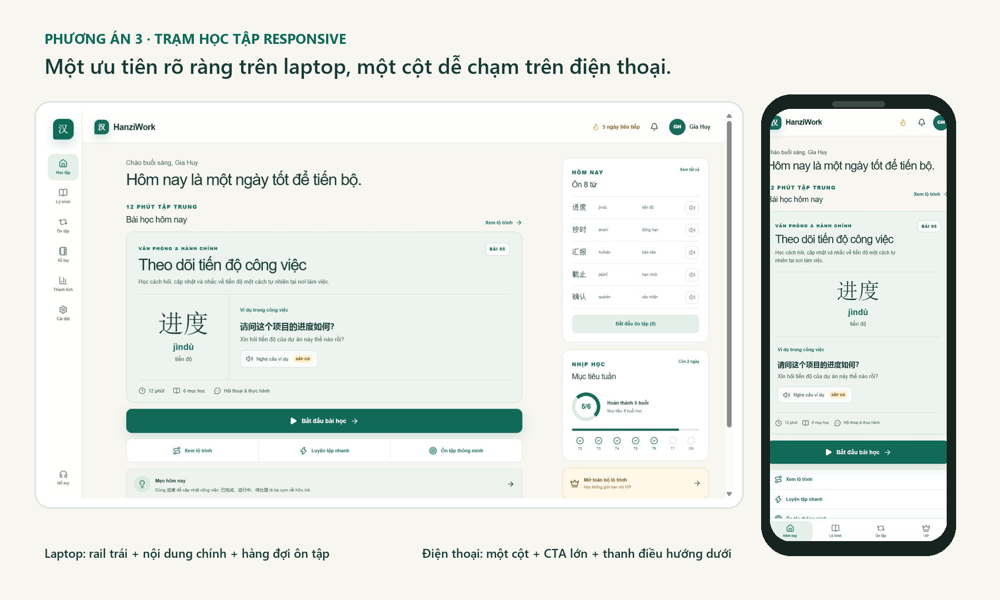 PHƯƠNG ÁN 3 · TRẠM HỌC TẬP RESPONSIVE
Một ưu tiên rõ ràng trên laptop, một cột dễ chạm trên điện thoại.
汉
Học tập
Lộ trình
Ôn tập
Sổ tay
Thành tích
Cài đặt
Hỗ trợ
汉 HanziWork
5 ngày liên tiếp
GH Gia Huy
Chào buổi sáng, Gia Huy
Hôm nay là một ngày tốt để tiến bộ.
12 PHÚT TẬP TRUNG
Bài học hôm nay
Xem lộ trình
VĂN PHÒNG & HÀNH CHÍNH
BÀI 05
Theo dõi tiến độ công việc
Học cách hỏi, cập nhật và nhắc về tiến độ một cách tự nhiên tại nơi làm việc.
进度
jìndù
tiến độ
Ví dụ trong công việc
请问这个项目的进度如何?
Xin hỏi tiến độ của dự án này thế nào rồi?
Nghe câu ví dụ SẮP CÓ
12 phút 6 mục học Hội thoại & thực hành
Bắt đầu bài học
Xem lộ trình Luyện tập nhanh Ôn tập thông minh
Mẹo hôm nay
Dùng 进度 để cập nhật công việc: 已完成、进行中、待处理 là ba cụm rất hữu ích.
HÔM NAY Xem tất cả
Ôn 8 từ
进度 jìndù tiến độ
按时 ànshí đúng hạn
汇报 huìbào báo cáo
截止 jiézhǐ hạn chót
确认 quèrèn xác nhận
Bắt đầu ôn tập (8)
NHỊP HỌC Còn 2 ngày
Mục tiêu tuần
5/6
Hoàn thành 5 buổi
Mục tiêu: 6 buổi học
T2 T3 T4 T5 T6 T7 CN
Mở toàn bộ lộ trình
Học không giới hạn với VIP
汉 HanziWork GH
Chào buổi sáng, Gia Huy
Hôm nay là một ngày tốt để tiến bộ.
12 PHÚT TẬP TRUNG
Bài học hôm nay
Xem lộ trình
VĂN PHÒNG & HÀNH CHÍNH
BÀI 05
Theo dõi tiến độ công việc
Học cách hỏi, cập nhật và nhắc về tiến độ một cách tự
nhiên tại nơi làm việc.
进度
jìndù
tiến độ
Ví dụ trong công việc
请问这个项目的进度如何?
Xin hỏi tiến độ của dự án này thế nào rồi?
Nghe câu ví dụ SẮP CÓ
12 phút 6 mục học Hội thoại & thực hành
Bắt đầu bài học
Xem lộ trình
Luyện tập nhanh
Ôn tập thông minh
Hôm nay Lộ trình Ôn tập VIP
Laptop: rail trái + nội dung chính + hàng đợi ôn tập
Điện thoại: một cột + CTA lớn + thanh điều hướng dưới